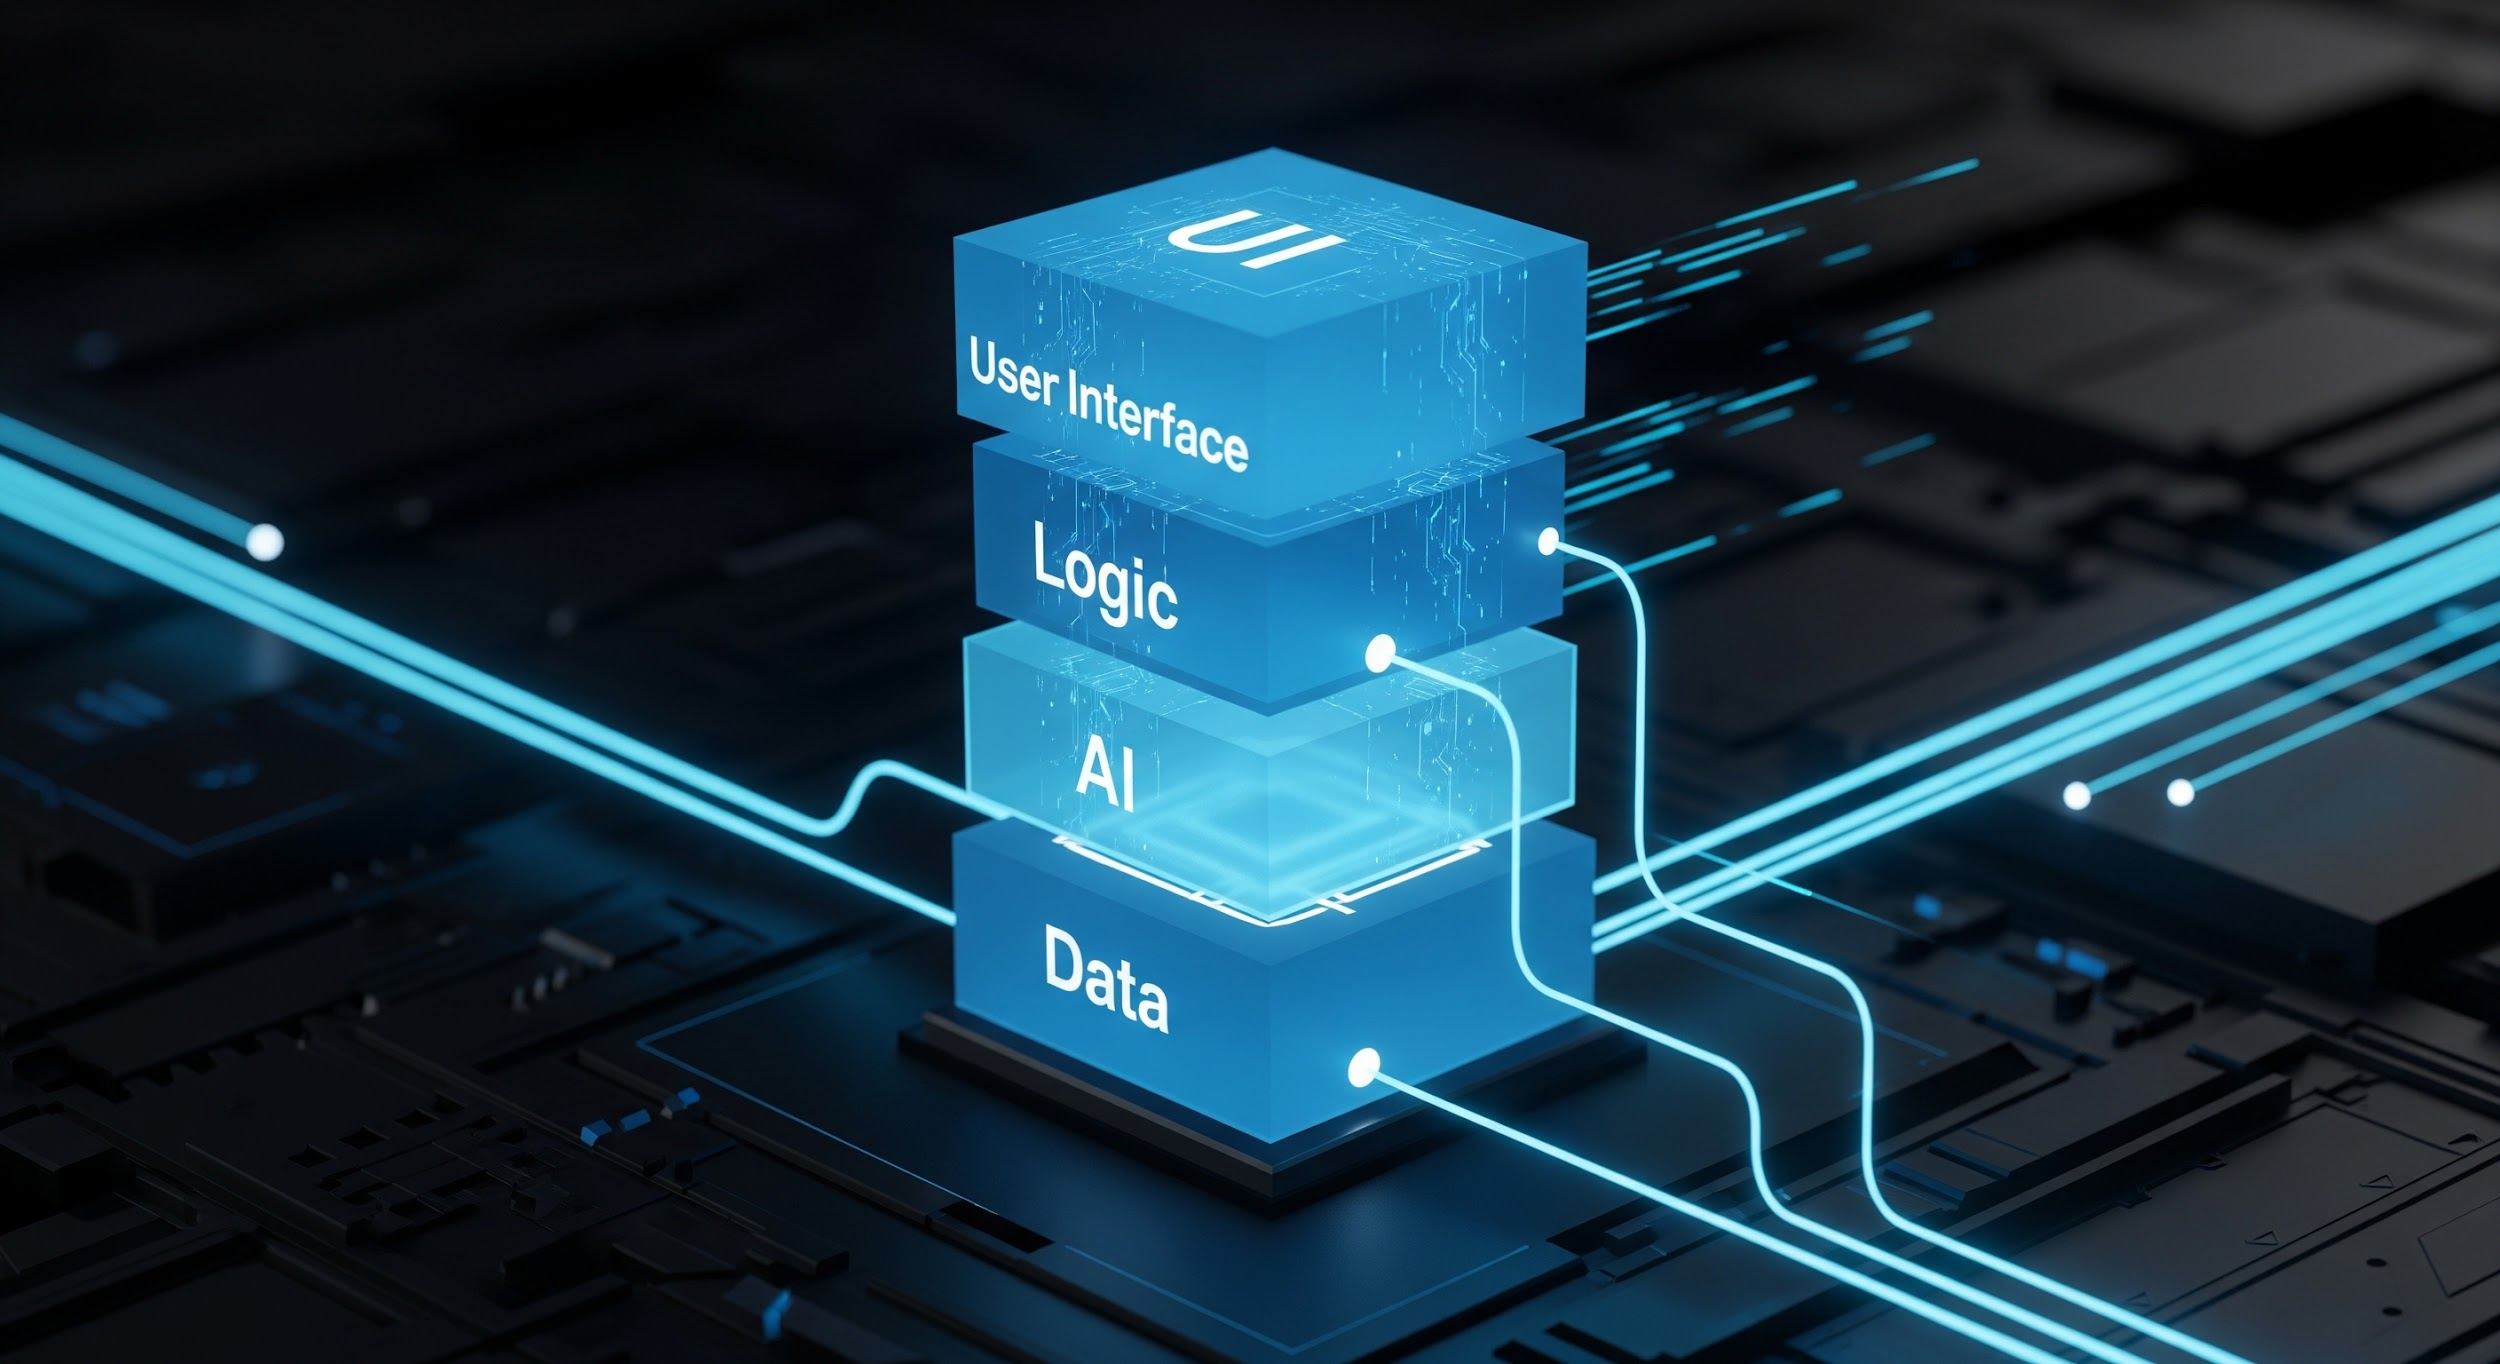 UI
User Interface
Logic
AI
Data